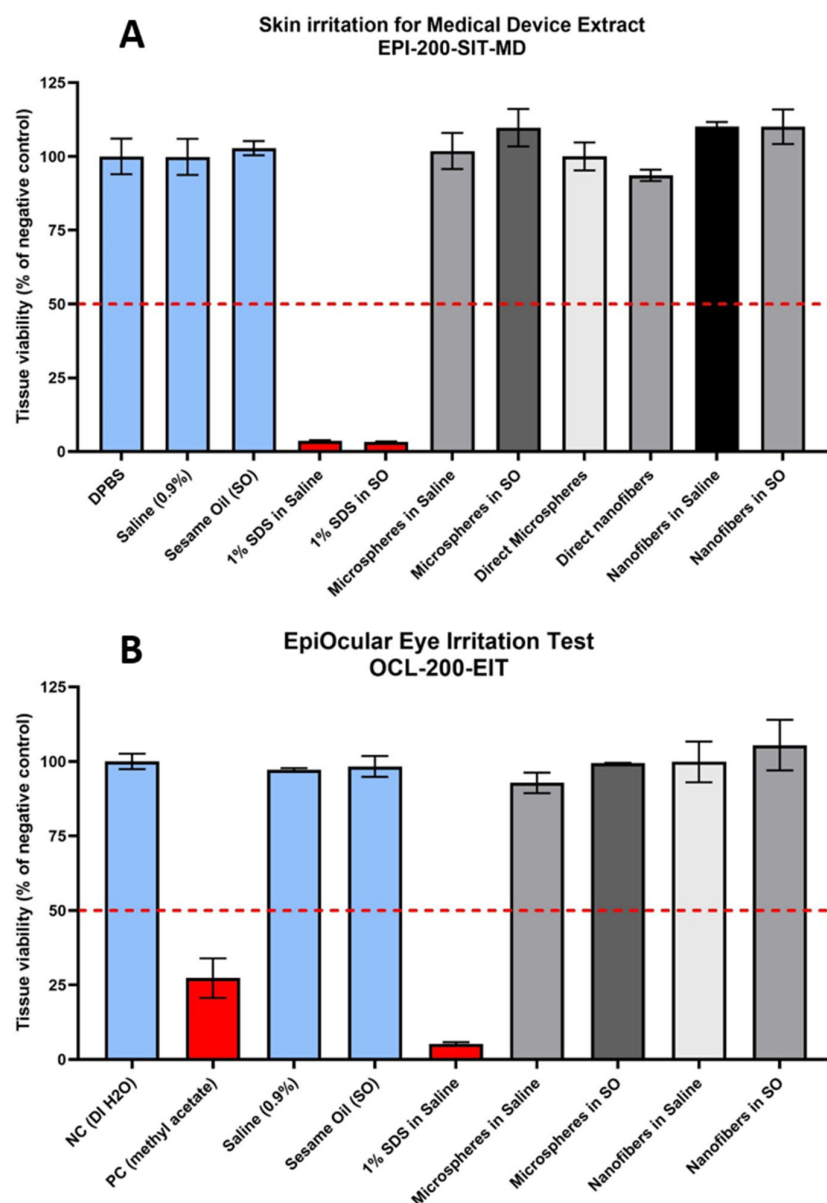 A
Skin irritation for Medical Device Extract
EPI-200-SIT-MD
Tissue viability (% of negative control)
125
100
75
50
25
0
DPBS
Saline (0.9%)
Sesame Oil (SO)
1% SDS in Saline
1% SDS in SO
Microspheres in Saline
Microspheres in SO
Direct Microspheres
Direct nanofibers
Nanofibers in Saline
Nanofibers in SO
B
EpiOcular Eye Irritation Test
OCL-200-EIT
Tissue viability (% of negative control)
125
100
75
50
25
0
NC (DI H2O)
PC (methyl acetate)
Saline (0.9%)
Sesame Oil (SO)
1% SDS in Saline
Microspheres in Saline
Microspheres in SO
Nanofibers in Saline
Nanofibers in SO